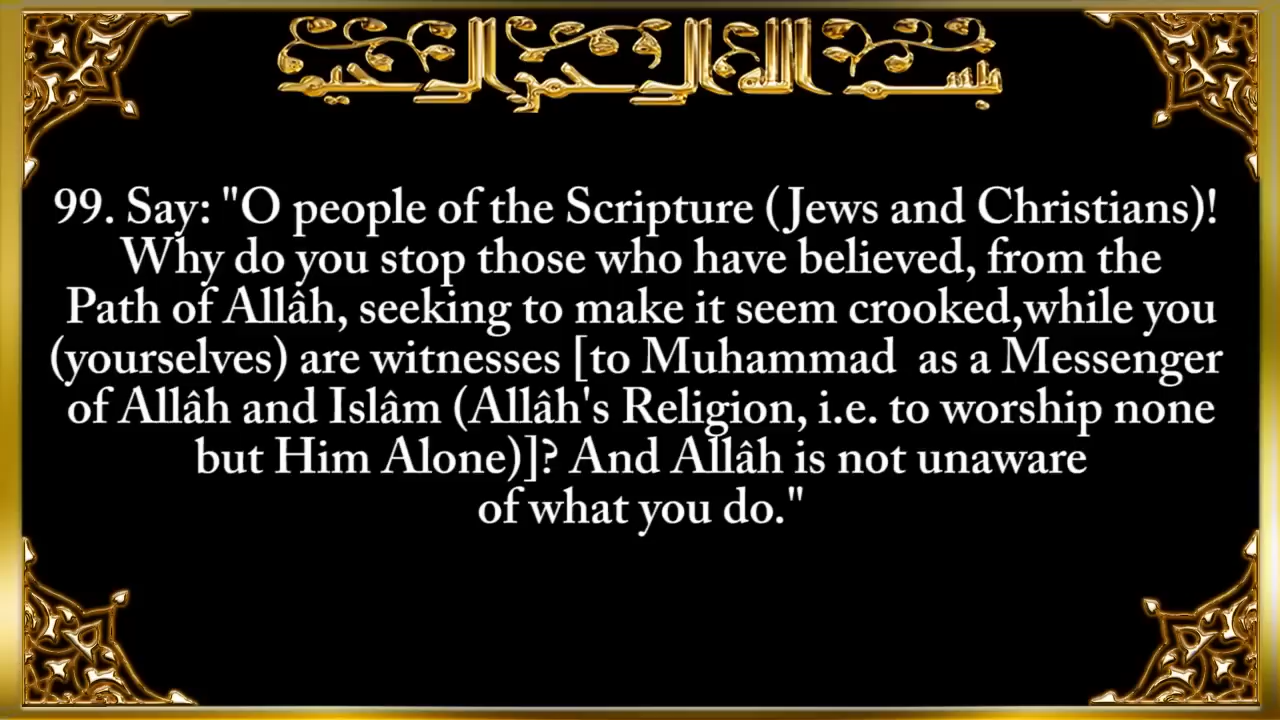 بسم الله الرحمن الرحيم
99. Say: "O people of the Scripture (Jews and Christians)!
Why do you stop those who have believed, from the
Path of Allâh, seeking to make it seem crooked,while you
(yourselves) are witnesses [to Muhammad  as a Messenger
of Allâh and Islâm (Allâh's Religion, i.e. to worship none
but Him Alone)]? And Allâh is not unaware
of what you do."